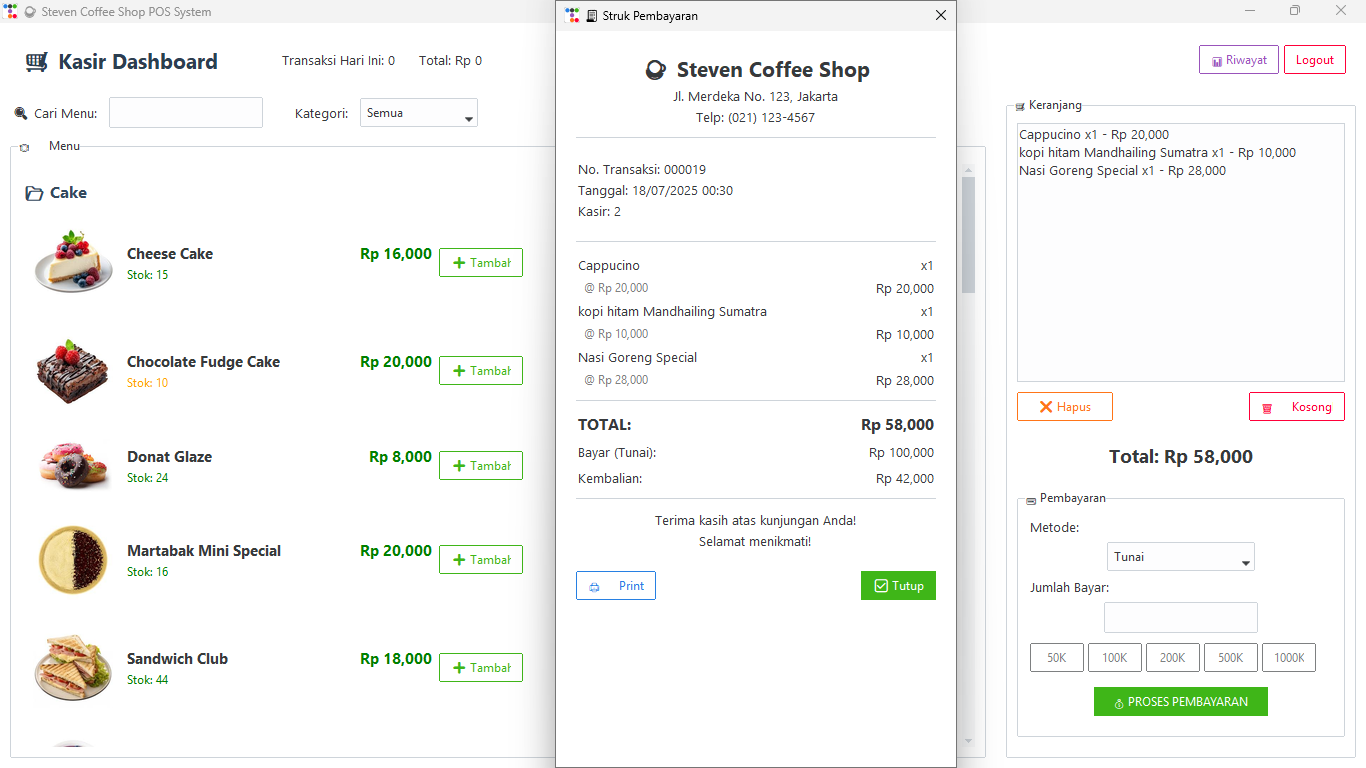 Steven Coffee Shop POS System
Kasir Dashboard
Transaksi Hari Ini: 0
Total: Rp 0
Cari Menu:
Kategori:
Semua
Menu
Cake
Cheese Cake
Stok: 15
Rp 16,000
Tambah
Chocolate Fudge Cake
Stok: 10
Rp 20,000
Tambah
Donat Glaze
Stok: 24
Rp 8,000
Tambah
Martabak Mini Special
Stok: 16
Rp 20,000
Tambah
Sandwich Club
Stok: 44
Rp 18,000
Tambah
Struk Pembayaran
Steven Coffee Shop
Jl. Merdeka No. 123, Jakarta
Telp: (021) 123-4567
No. Transaksi: 000019
Tanggal: 18/07/2025 00:30
Kasir: 2
Cappucino x1
@ Rp 20,000 Rp 20,000
kopi hitam Mandhailing Sumatra x1
@ Rp 10,000 Rp 10,000
Nasi Goreng Special x1
@ Rp 28,000 Rp 28,000
TOTAL: Rp 58,000
Bayar (Tunai): Rp 100,000
Kembalian: Rp 42,000
Terima kasih atas kunjungan Anda!
Selamat menikmati!
Print
Tutup
Riwayat
Logout
Keranjang
Cappucino x1 - Rp 20,000
kopi hitam Mandhailing Sumatra x1 - Rp 10,000
Nasi Goreng Special x1 - Rp 28,000
Hapus
Kosong
Total: Rp 58,000
Pembayaran
Metode:
Tunai
Jumlah Bayar:
50K 100K 200K 500K 1000K
PROSES PEMBAYARAN